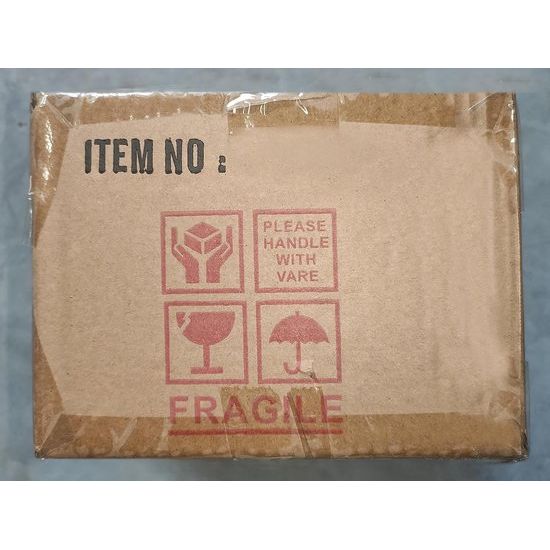 ITEM NO :
PLEASE
HANDLE
WITH
VARE
FRAGILE